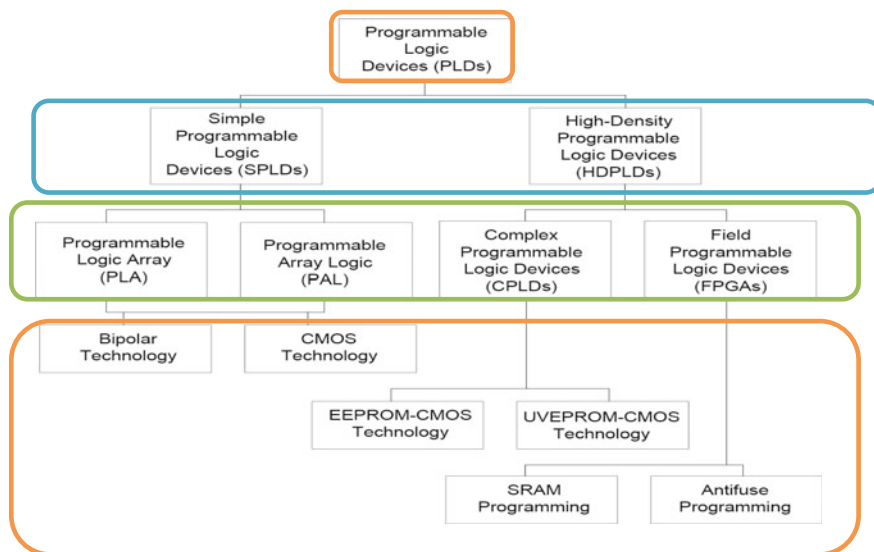 Programmable
Logic
Devices (PLDs)
Simple
Programmable
Logic
Devices (SPLDs)
High-Density
Programmable
Logic Devices
(HDPLDs)
Programmable
Logic Array
(PLA)
Programmable
Array Logic
(PAL)
Complex
Programmable
Logic Devices
(CPLDs)
Field
Programmable
Logic Devices
(FPGAs)
Bipolar
Technology
CMOS
Technology
EEPROM-CMOS
Technology
UVEPROM-CMOS
Technology
SRAM
Programming
Antifuse
Programming